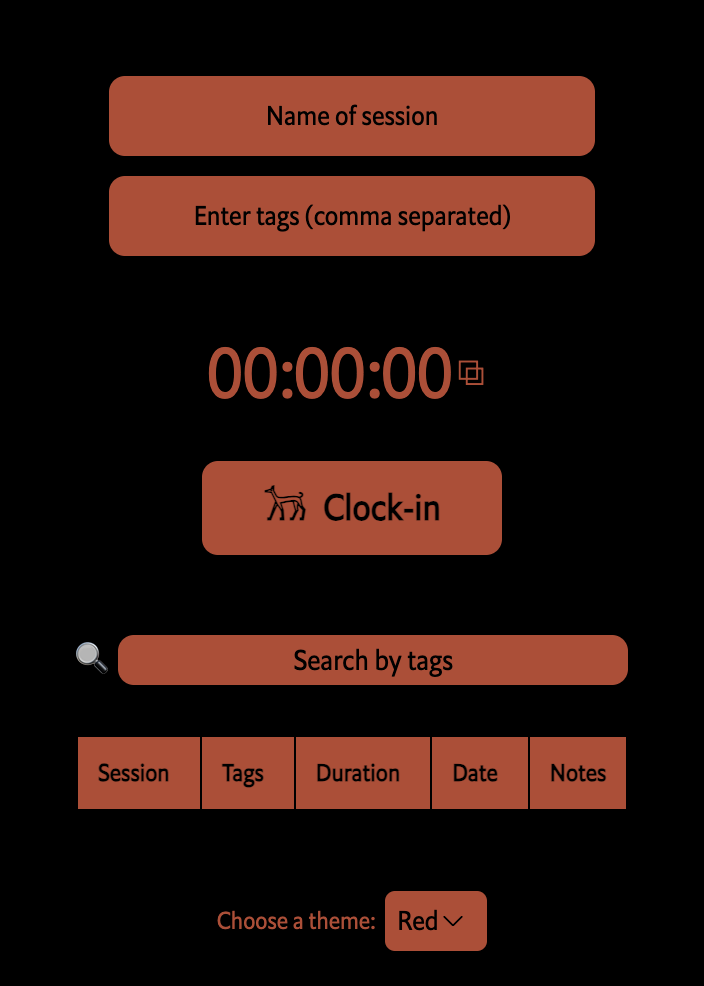 Name of session
Enter tags (comma separated)
00:00:00
Clock-in
Search by tags
Session Tags Duration Date Notes
Choose a theme: Red